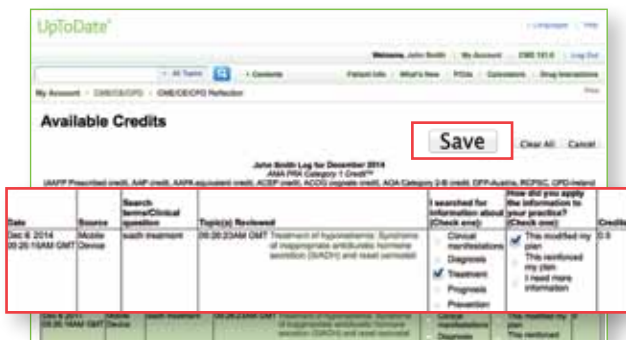 UpToDate®
Languages Help
Welcome, John Smith My Account CME 151.0 Log Out
All Topics Contents Patient Info What's New PCUs Calculators Drug Interactions
My Account CME/CE/CPD CME/CE/CPD Reflection Print
Available Credits
Save Clear All Cancel
John Smith Log for December 2014
AMA PRA Category 1 Credit™
Date
Source
Search terms/Clinical question
Topic(s) Reviewed
I searched for information about (Check one):
How did you apply the information to your practice? (Check one):
Credits
Dec 6 2014
Mobile Device
siadh treatment
Treatment of hyponatremia: Syndrome
of inappropriate antidiuretic hormone
secretion (SIADH) and reset osmostat
Clinical manifestations
Diagnosis
Treatment
Prognosis
Prevention
This modified my plan
This reinforced my plan
I need more information
0.5
siadh treatment
Treatment of hyponatremia: Syndrome
of inappropriate antidiuretic hormone
secretion (SIADH) and reset osmostat
Clinical manifestations
Diagnosis
This modified my plan
This reinforced